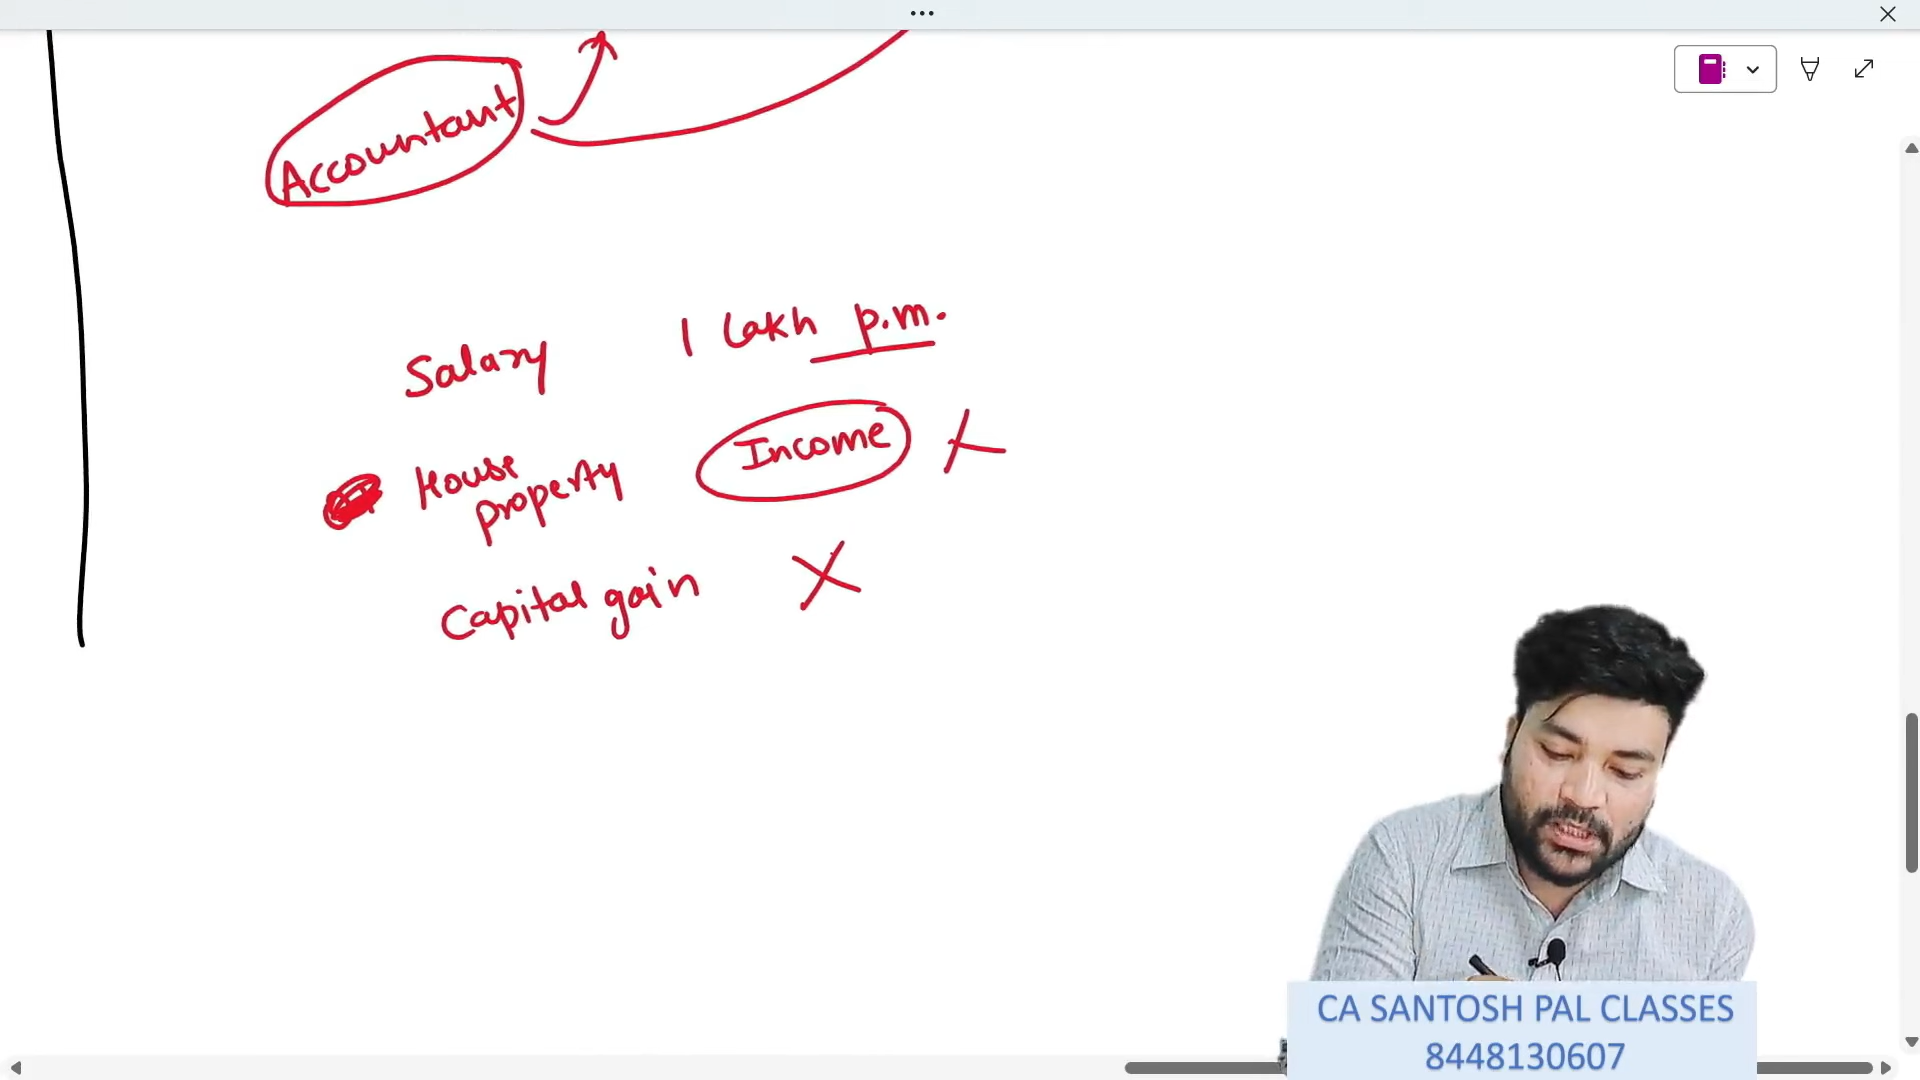 Accountant
Salary 1 Lakh p.m.
House property Income X
Capital gain X
CA SANTOSH PAL CLASSES
8448130607